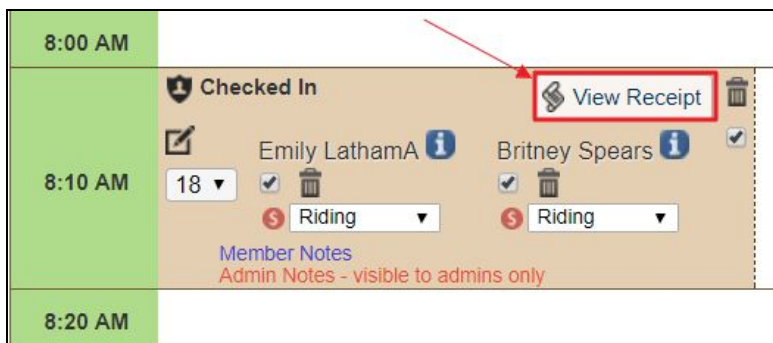 8:00 AM
Checked In
View Receipt
8:10 AM
Emily LathamA
Britney Spears
18
Riding
Riding
Member Notes
Admin Notes - visible to admins only
8:20 AM